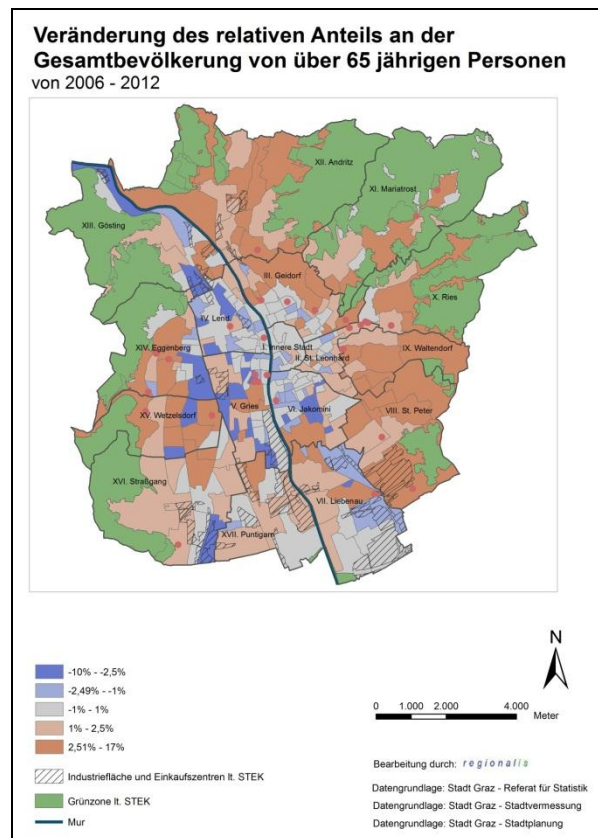 Veränderung des relativen Anteils an der
Gesamtbevölkerung von über 65 jährigen Personen
von 2006 - 2012
XII. Andritz
XI. Mariatrost
XIII. Gösting
III. Geidorf
X. Ries
IV. Lend
XIV. Eggenberg
I. Innere Stadt
II. St. Leonhard
IX. Waltendorf
XV. Wetzelsdorf
V. Gries
VI. Jakomini
VIII. St. Peter
XVI. Straßgang
VII. Liebenau
XVII. Puntigam
N
-10% - -2,5%
-2,49% - -1%
-1% - 1%
1% - 2,5%
2,51% - 17%
0 1.000 2.000 4.000
Meter
Industriefläche und Einkaufszentren lt. STEK
Grünzone lt. STEK
Mur
Bearbeitung durch: regionalis
Datengrundlage: Stadt Graz - Referat für Statistik
Datengrundlage: Stadt Graz - Stadtvermessung
Datengrundlage: Stadt Graz - Stadtplanung